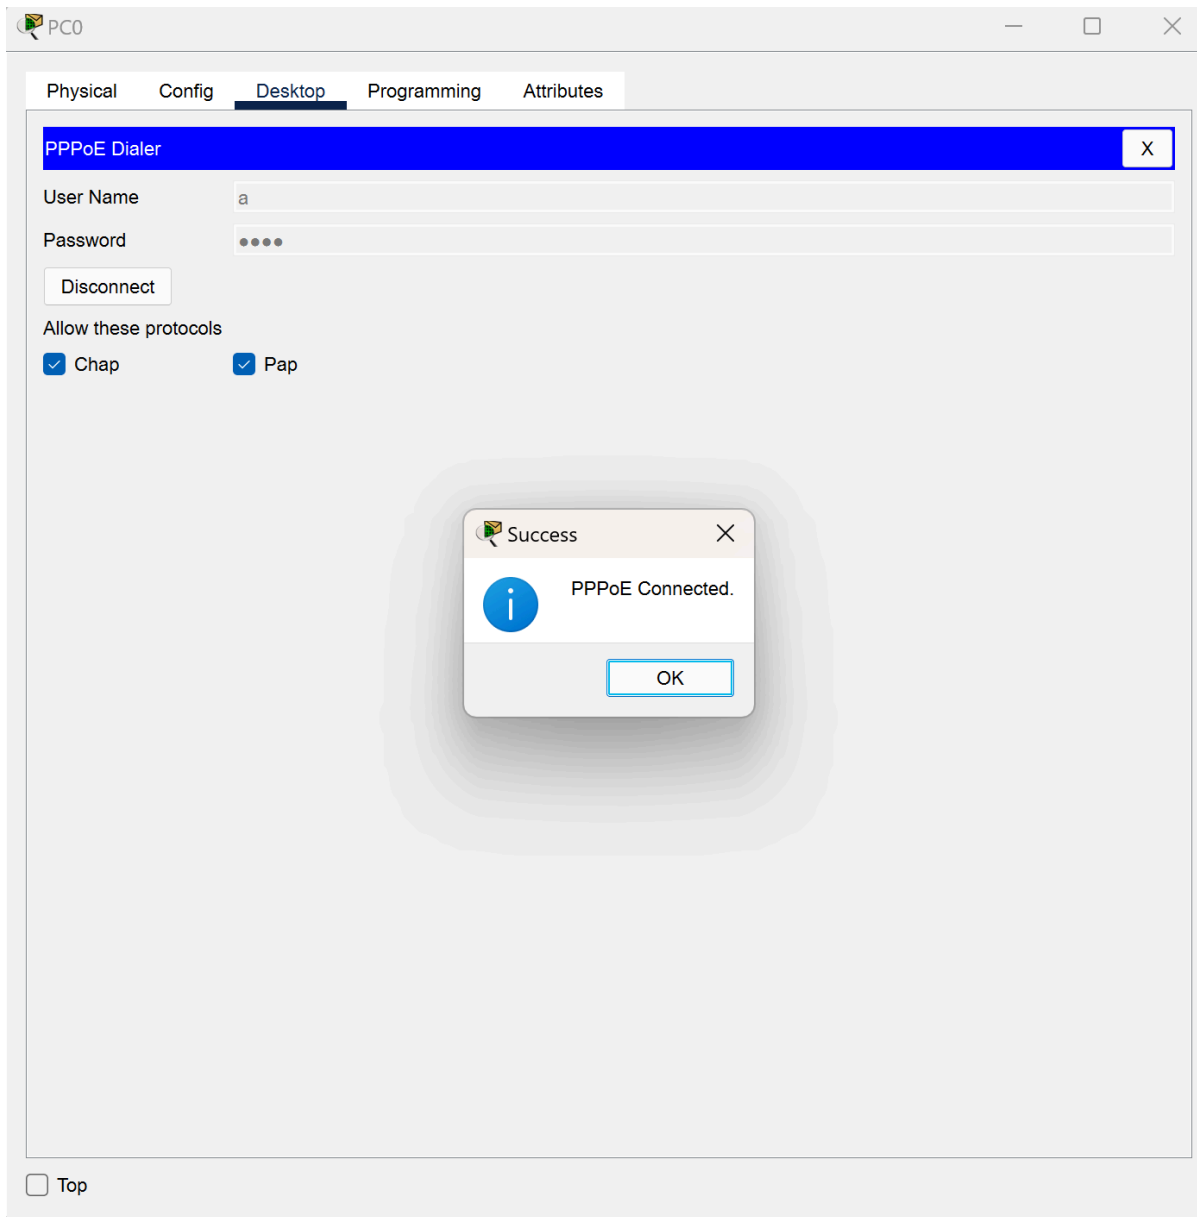 PC0
Physical Config Desktop Programming Attributes
PPPoE Dialer X
User Name a
Password ●●●●
Disconnect
Allow these protocols
Chap Pap
Success
PPPoE Connected.
OK
Top